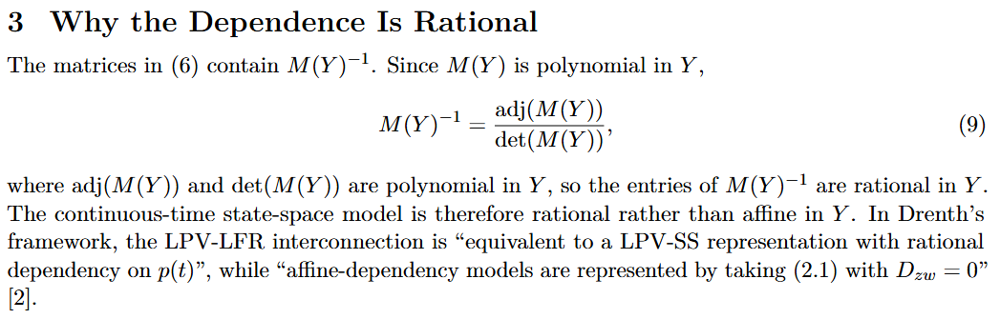 3 Why the Dependence Is Rational
The matrices in (6) contain M(Y)⁻¹. Since M(Y) is polynomial in Y,
M(Y)⁻¹ = adj(M(Y)) / det(M(Y)), (9)
where adj(M(Y)) and det(M(Y)) are polynomial in Y, so the entries of M(Y)⁻¹ are rational in Y.
The continuous-time state-space model is therefore rational rather than affine in Y. In Drenth’s
framework, the LPV-LFR interconnection is “equivalent to a LPV-SS representation with rational
dependency on p(t)”, while “affine-dependency models are represented by taking (2.1) with D_zw = 0”
[2].